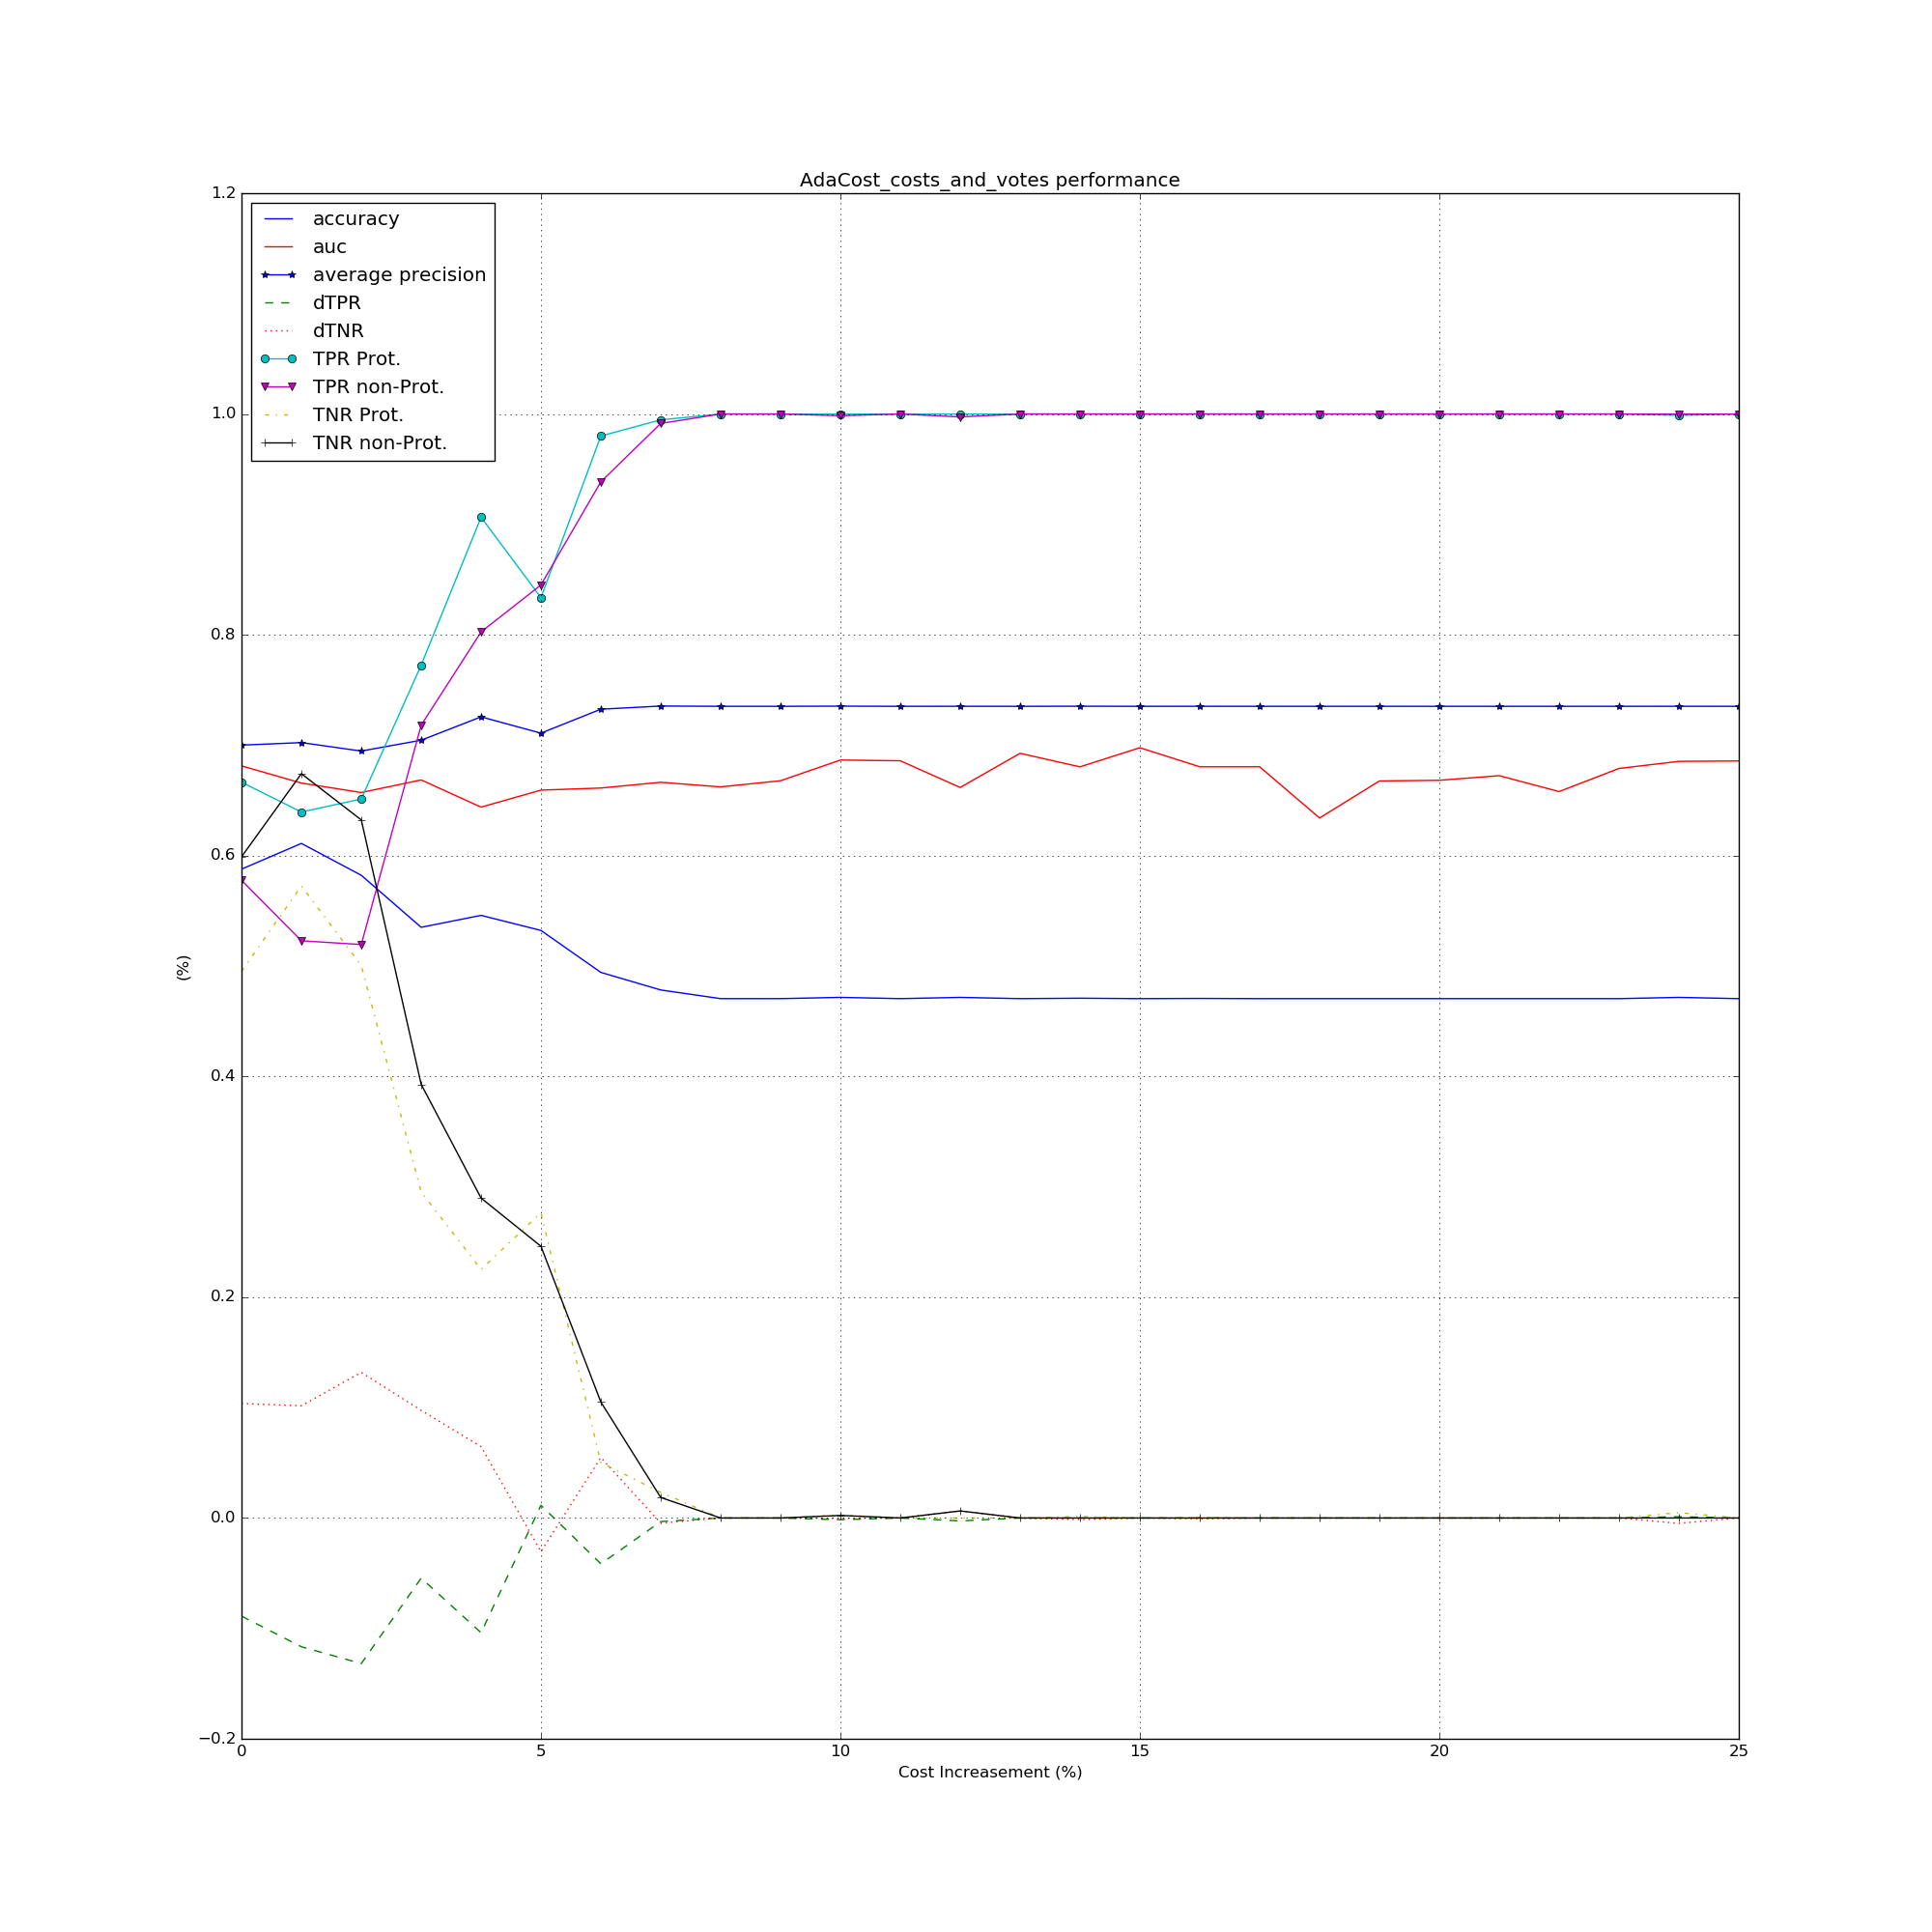 AdaCost_costs_and_votes performance
1.2
accuracy
auc
average precision
dTPR
dTNR
TPR Prot.
TPR non-Prot.
TNR Prot.
TNR non-Prot.
1.0
0.8
0.6
(%)
0.4
0.2
0.0
−0.2
0 5 10 15 20 25
Cost Increasement (%)